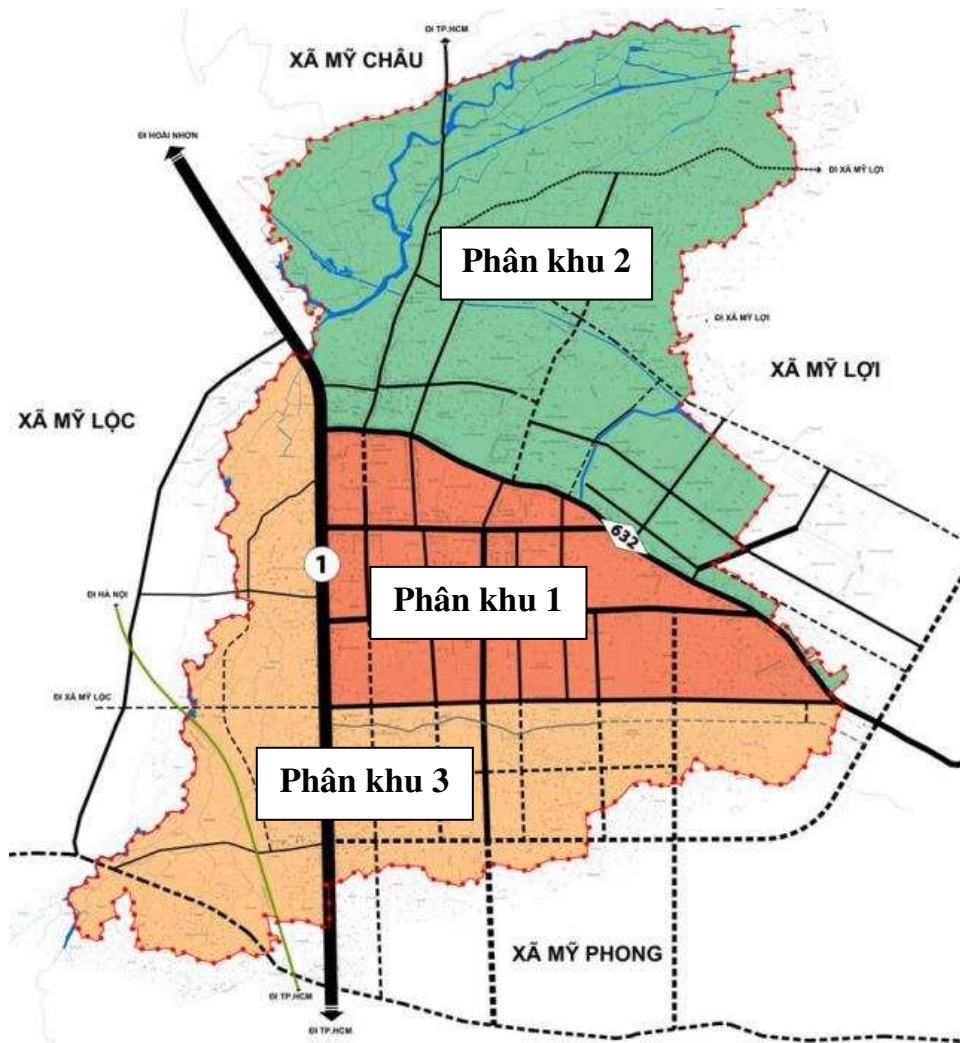 ĐI TP.HCM
XÃ MỸ CHÂU
ĐI HOÀI NHƠN
ĐI XÃ MỸ LỢI
Phân khu 2
ĐI XÃ MỸ LỢI
XÃ MỸ LỢI
XÃ MỸ LỘC
632
1
ĐI HÀ NỘI
Phân khu 1
ĐI XÃ MỸ LỘC
Phân khu 3
XÃ MỸ PHONG
ĐI TP.HCM
ĐI TP.HCM